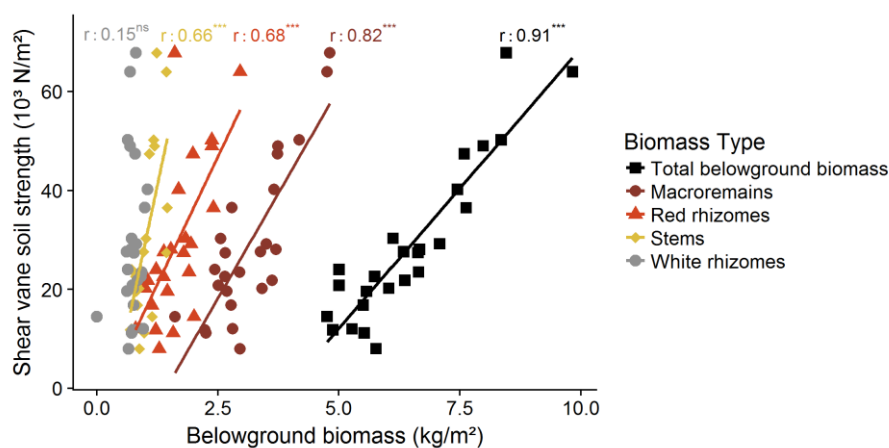 r : 0.15ns r : 0.66*** r : 0.68*** r : 0.82*** r : 0.91***
Shear vane soil strength (10³ N/m²)
60
40
20
0
0.0 2.5 5.0 7.5 10.0
Belowground biomass (kg/m²)
Biomass Type
Total belowground biomass
Macroremains
Red rhizomes
Stems
White rhizomes